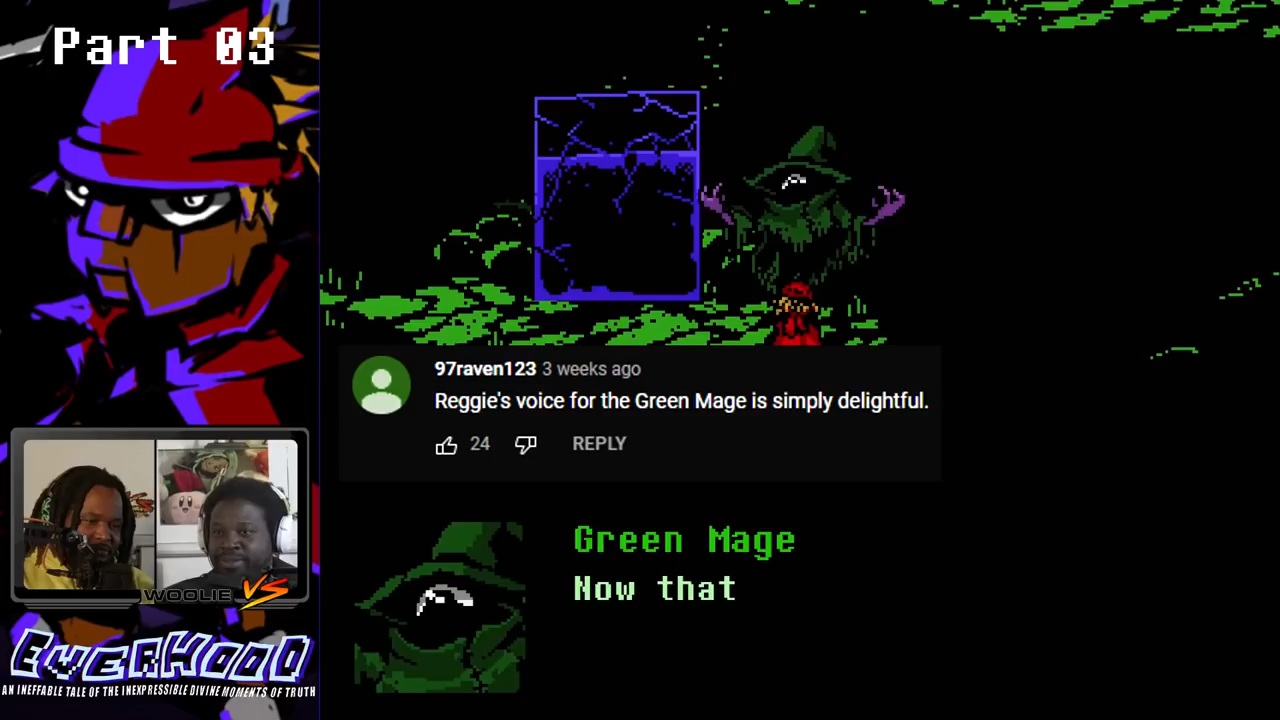 Part 03
97raven123 3 weeks ago
Reggie's voice for the Green Mage is simply delightful.
24 REPLY
Green Mage
Now that
WOOLIE VS
EVERHOOD
AN INEFFABLE TALE OF THE INEXPRESSIBLE DIVINE MOMENTS OF TRUTH